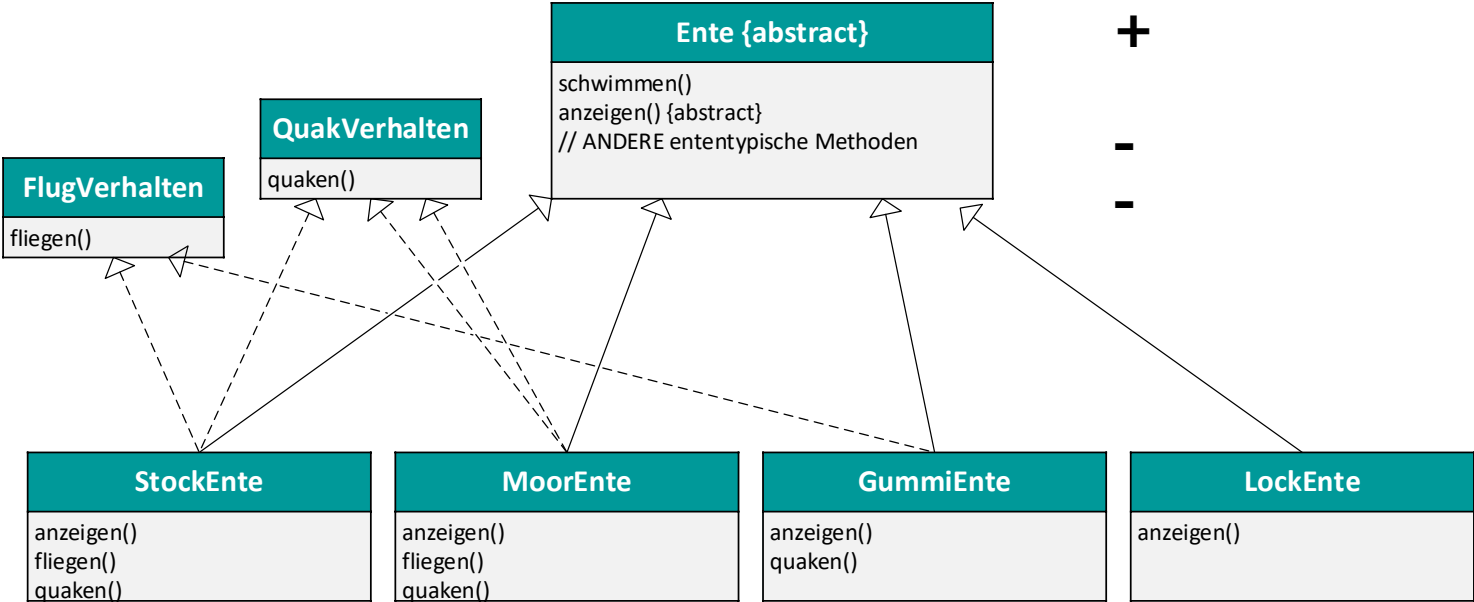 Ente {abstract}
schwimmen()
anzeigen() {abstract}
// ANDERE ententypische Methoden
+
-
-
QuakVerhalten
quaken()
FlugVerhalten
fliegen()
StockEnte
anzeigen()
fliegen()
quaken()
MoorEnte
anzeigen()
fliegen()
quaken()
GummiEnte
anzeigen()
quaken()
LockEnte
anzeigen()